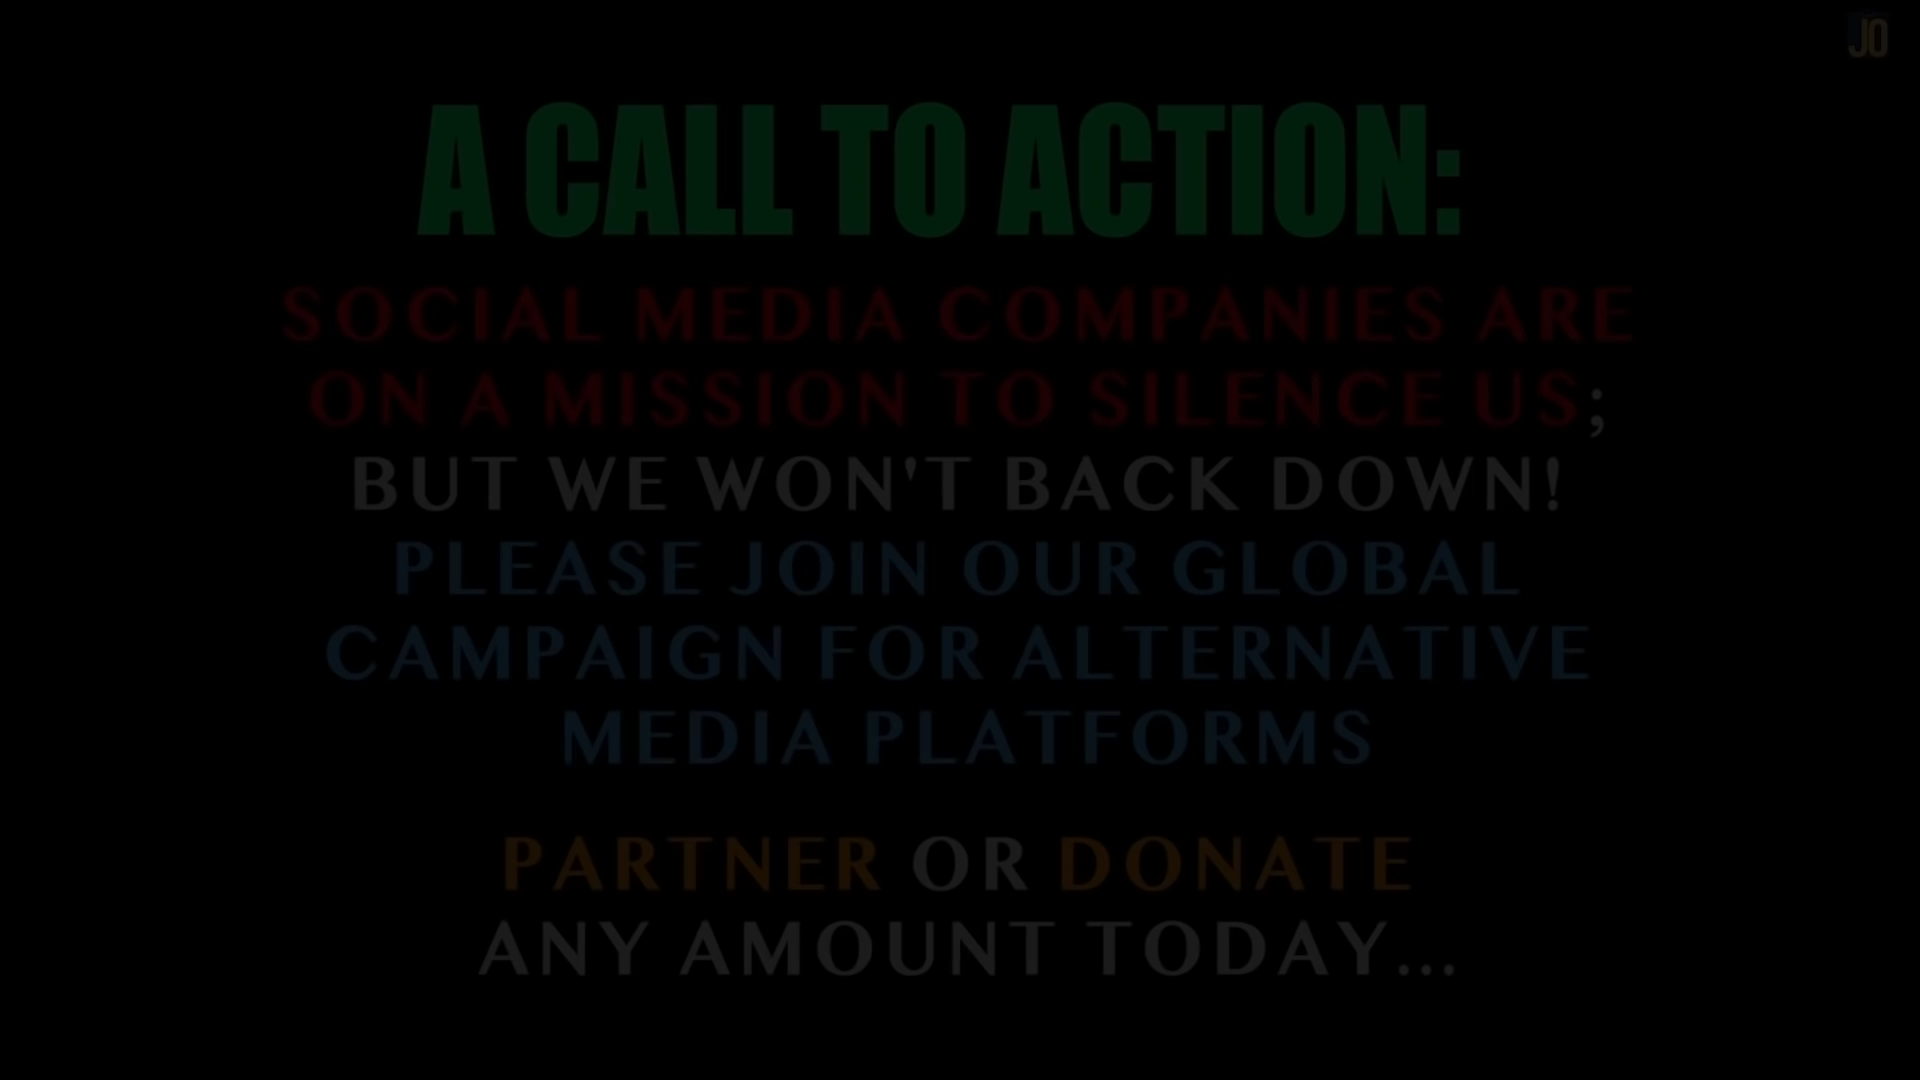 JO
A CALL TO ACTION:
SOCIAL MEDIA COMPANIES ARE
ON A MISSION TO SILENCE US;
BUT WE WON'T BACK DOWN!
PLEASE JOIN OUR GLOBAL
CAMPAIGN FOR ALTERNATIVE
MEDIA PLATFORMS
PARTNER OR DONATE
ANY AMOUNT TODAY...